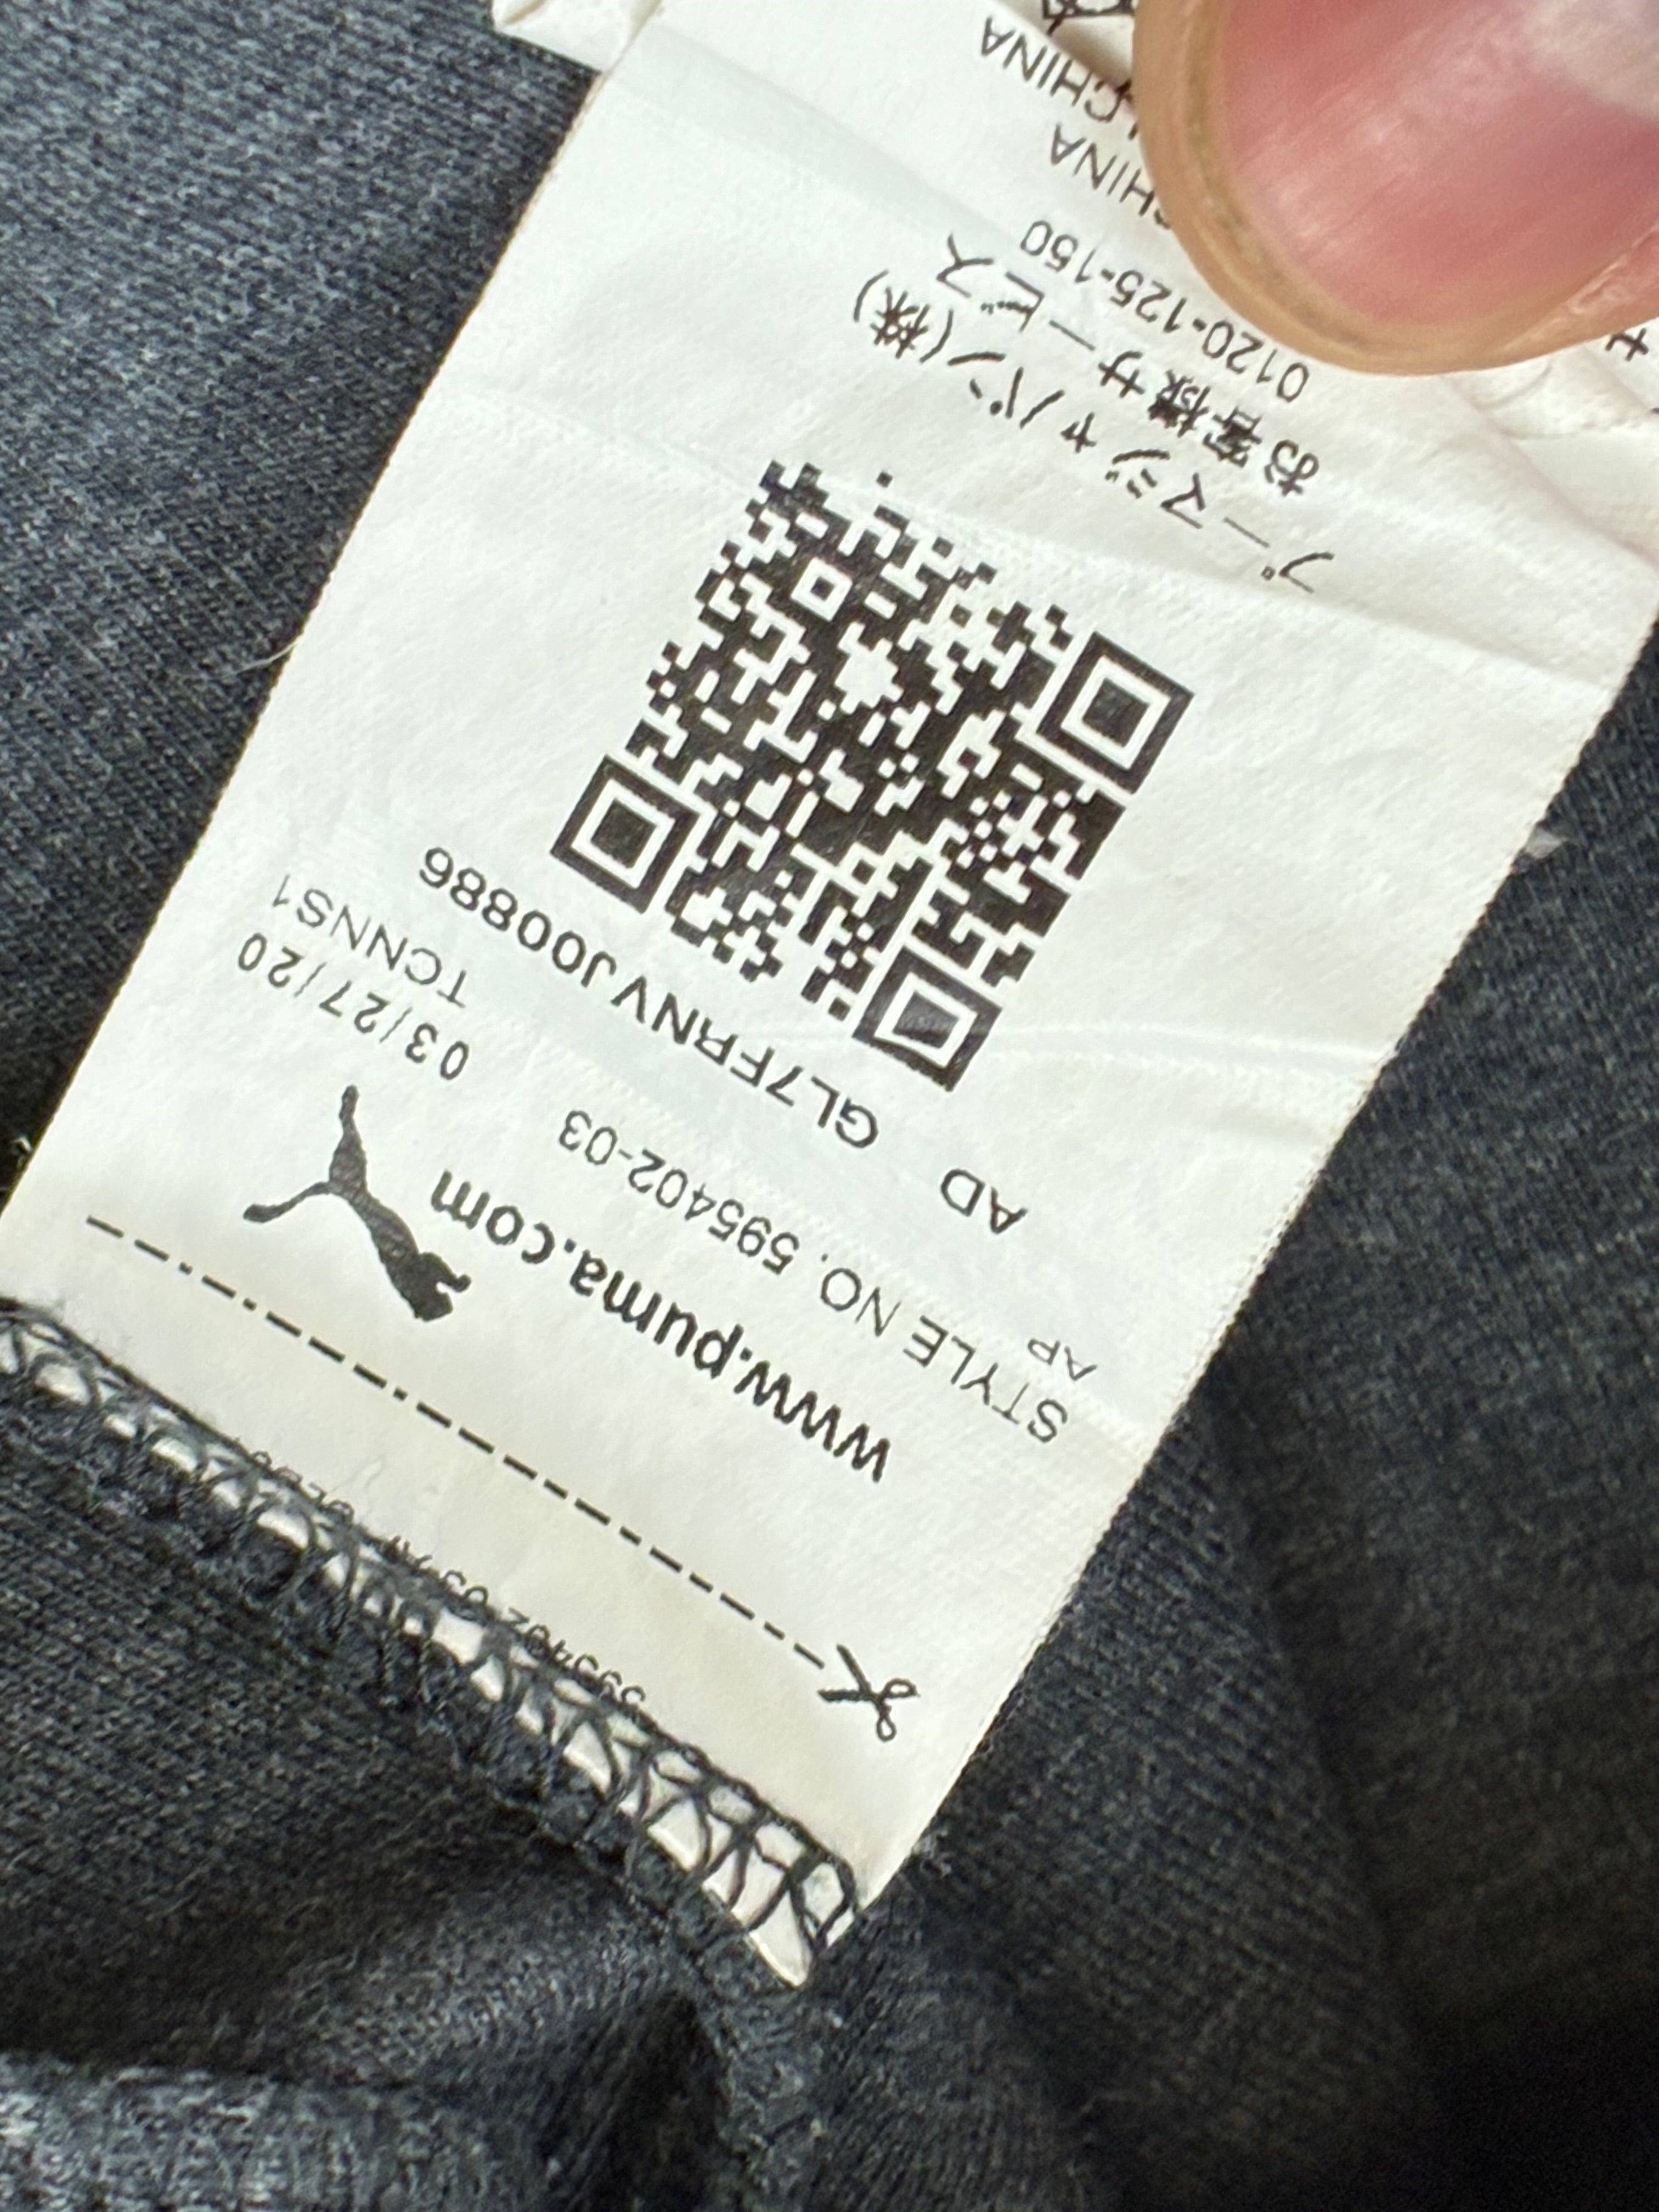 www.puma.com
STYLE NO. 595402-03
AP
03/27/20
TCNNS1
AD GL7FRNVJ00886
プーマジャパン(株)
お客様サービス
0120-125-150
CHINA
CHINA